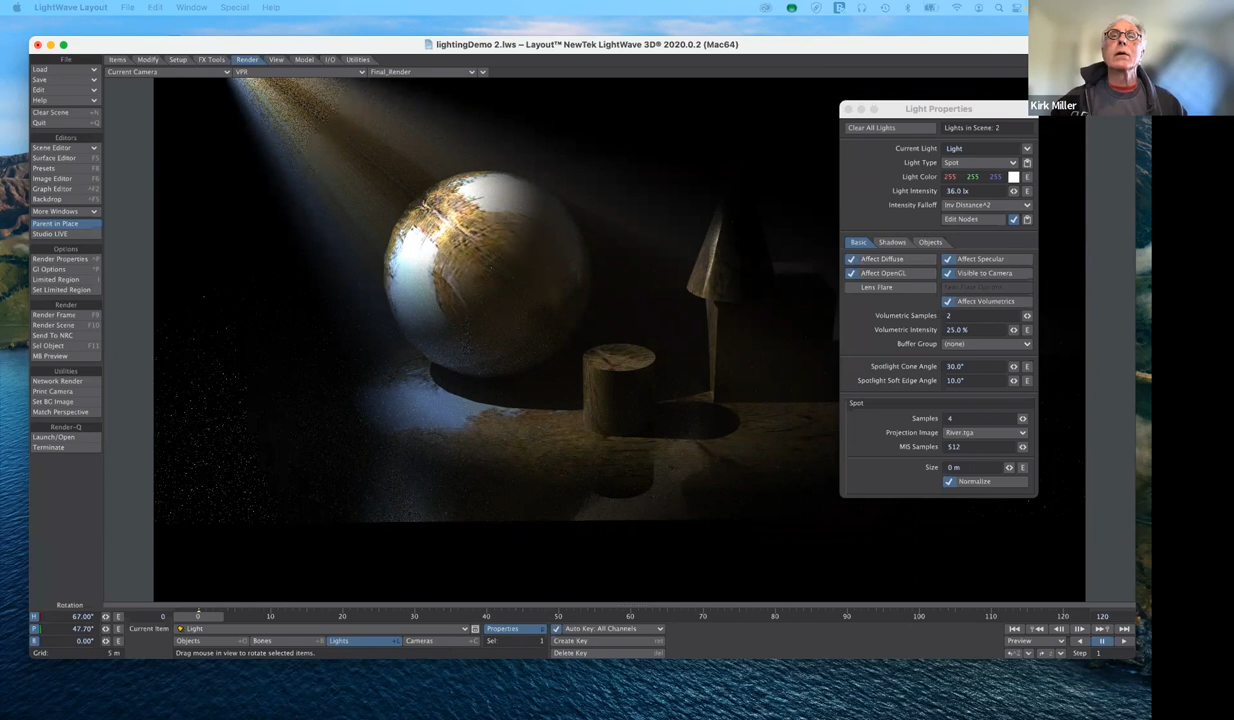 LightWave Layout File Edit Window Special Help
lightingDemo 2.lws – Layout™ NewTek LightWave 3D® 2020.0.2 (Mac64)
File
Items Modify Setup FX Tools Render View Model I/O Utilities
Load
Current Camera VPR Final_Render
Save
Edit
Help
Clear Scene
Quit
Editors
Scene Editor
Surface Editor F5
Presets F8
Image Editor F6
Graph Editor ^F2
Backdrop ^F5
More Windows
Parent in Place
Studio LIVE
Options
Render Properties
GI Options
Limited Region
Set Limited Region
Render
Render Frame F9
Render Scene F10
Send To NRC
Sel Object F11
MB Preview
Utilities
Network Render
Print Camera
Set BG Image
Match Perspective
Render-Q
Launch/Open
Terminate
Kirk Miller
Light Properties
Clear All Lights Lights in Scene: 2
Current Light Light
Light Type Spot
Light Color 255 255 255 E
Light Intensity 36.0 lx E
Intensity Falloff Inv Distance^2
Edit Nodes
Basic Shadows Objects
Affect Diffuse Affect Specular
Affect OpenGL Visible to Camera
Lens Flare
Affect Volumetrics
Volumetric Samples 2
Volumetric Intensity 25.0 % E
Buffer Group (none)
Spotlight Cone Angle 30.0° E
Spotlight Soft Edge Angle 10.0° E
Spot
Samples 4
Projection Image River.tga
MIS Samples 512
Size 0 m E
Normalize
Rotation
H 67.00° E 0 0 10 20 30 40 50 60 70 80 90 100 110 120 120
P 47.70° E Current Item Light Properties Auto Key: All Channels
B 0.00° E Objects +O Bones Lights +L Cameras +C Sel: 1 Create Key ret Preview
Grid: 5 m Drag mouse in view to rotate selected items. Delete Key del Step 1